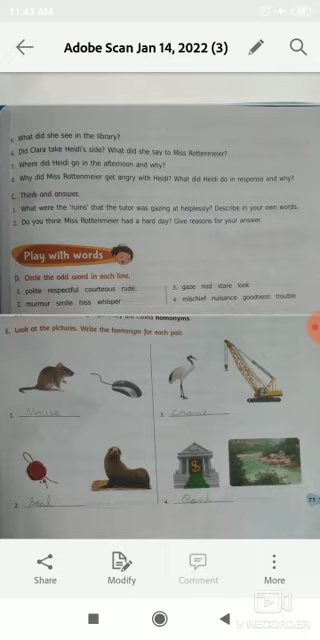 11:43 AM
Adobe Scan Jan 14, 2022 (3)
5. What did she see in the library?
6. Did Clara take Heidi's side? What did she say to Miss Rottenmeier?
7. Where did Heidi go in the afternoon and why?
8. Why did Miss Rottenmeier get angry with Heidi? What did Heidi do in response and why?
C. Think and answer.
1. What were the 'ruins' that the tutor was gazing at helplessly? Describe in your own words.
2. Do you think Miss Rottenmeier had a hard day? Give reasons for your answer.
Play with words
D. Circle the odd word in each line.
1. polite respectful courteous rude
3. gaze nod stare look
2. murmur smile hiss whisper
4. mischief nuisance goodness trouble
called homonyms.
E. Look at the pictures. Write the homonym for each pair.
1. Mouse
3. Crane
$
2. Seal
4. Bank
71
Share
Modify
Comment
More
V RECORDER